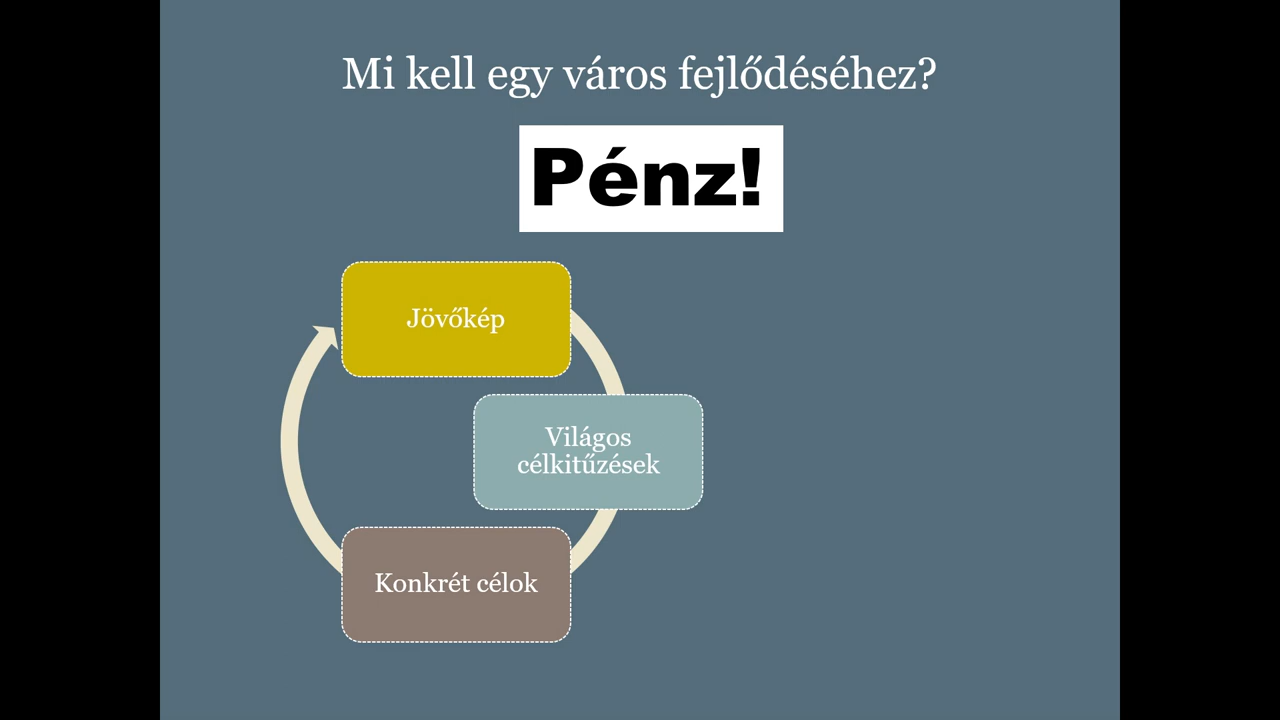 Mi kell egy város fejlődéséhez?
Pénz!
Jövőkép
Világos
célkitűzések
Konkrét célok